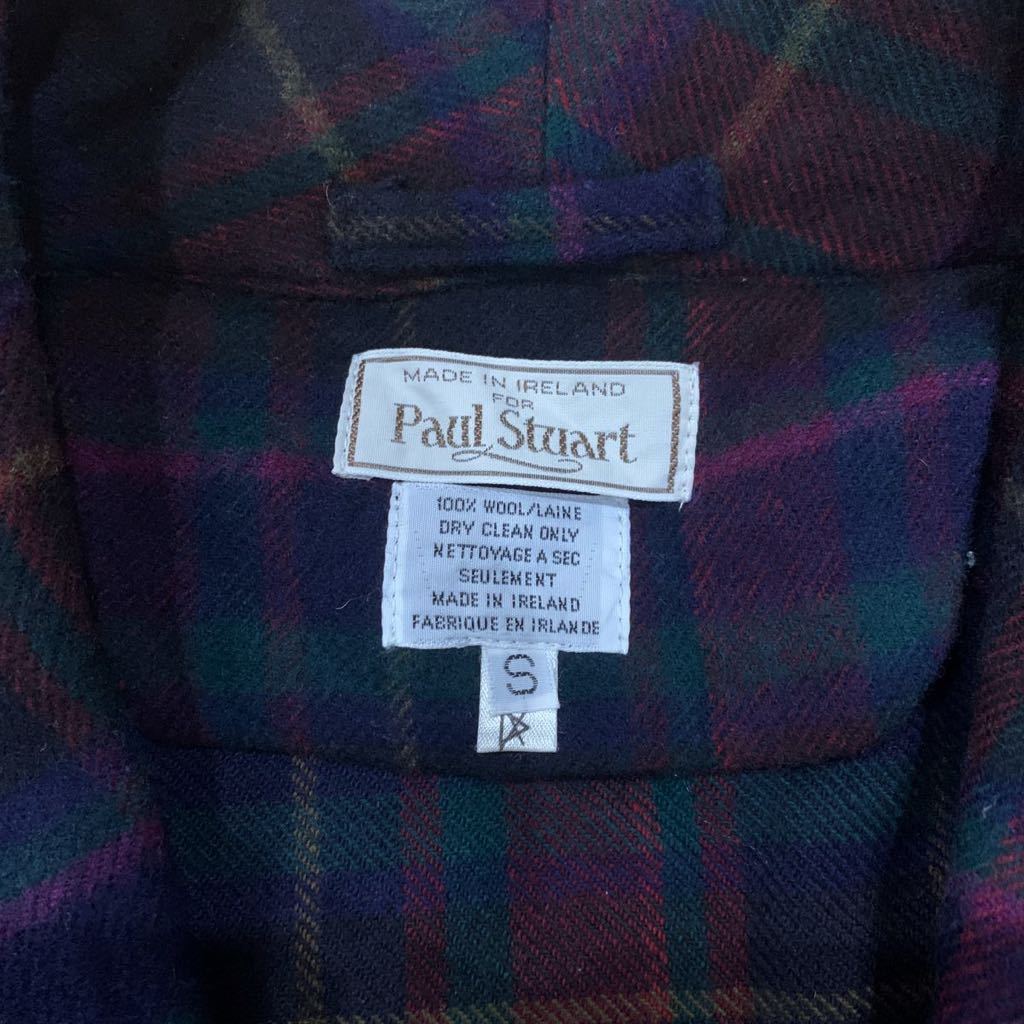 MADE IN IRELAND
FOR
Paul Stuart
100% WOOL/LAINE
DRY CLEAN ONLY
NETTOYAGE A SEC
SEULEMENT
MADE IN IRELAND
FABRIQUE EN IRLANDE
S